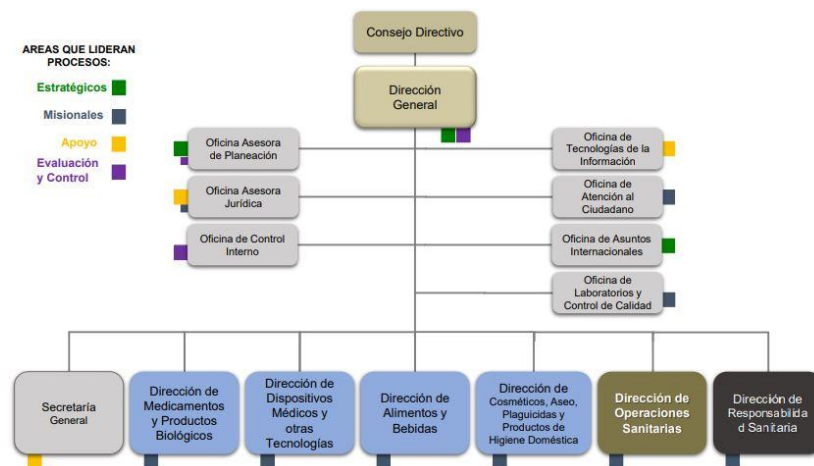 AREAS QUE LIDERAN
PROCESOS:
Estratégicos
Misionales
Apoyo
Evaluación
y Control
Consejo Directivo
Dirección
General
Oficina Asesora
de Planeación
Oficina de
Tecnologías de la
Información
Oficina Asesora
Jurídica
Oficina de
Atención al
Ciudadano
Oficina de Control
Interno
Oficina de Asuntos
Internacionales
Oficina de
Laboratorios y
Control de Calidad
Secretaría
General
Dirección de
Medicamentos
y Productos
Biológicos
Dirección de
Dispositivos
Médicos y
otras
Tecnologías
Dirección de
Alimentos y
Bebidas
Dirección de
Cosméticos, Aseo,
Plaguicidas y
Productos de
Higiene Doméstica
Dirección de
Operaciones
Sanitarias
Dirección de
Responsabilida
d Sanitaria